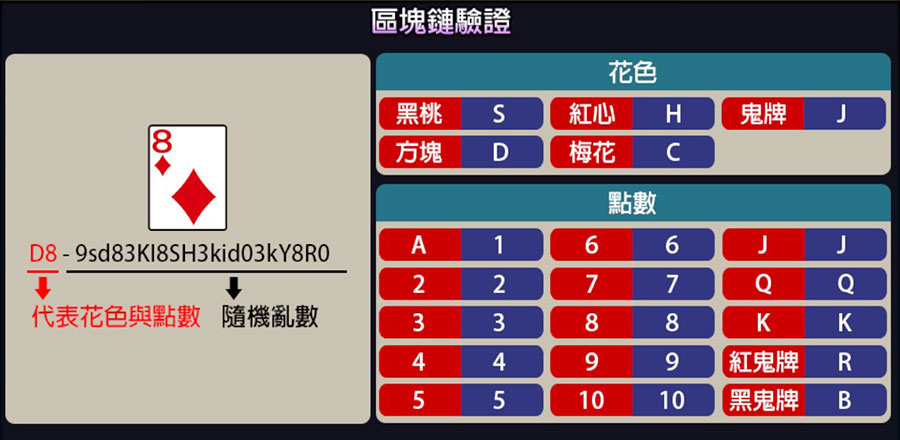 區塊鏈驗證
8
D8 - 9sd83KI8SH3kid03kY8R0
代表花色與點數 隨機亂數
花色
黑桃 S 紅心 H 鬼牌 J
方塊 D 梅花 C
點數
A 1 6 6 J J
2 2 7 7 Q Q
3 3 8 8 K K
4 4 9 9 紅鬼牌 R
5 5 10 10 黑鬼牌 B